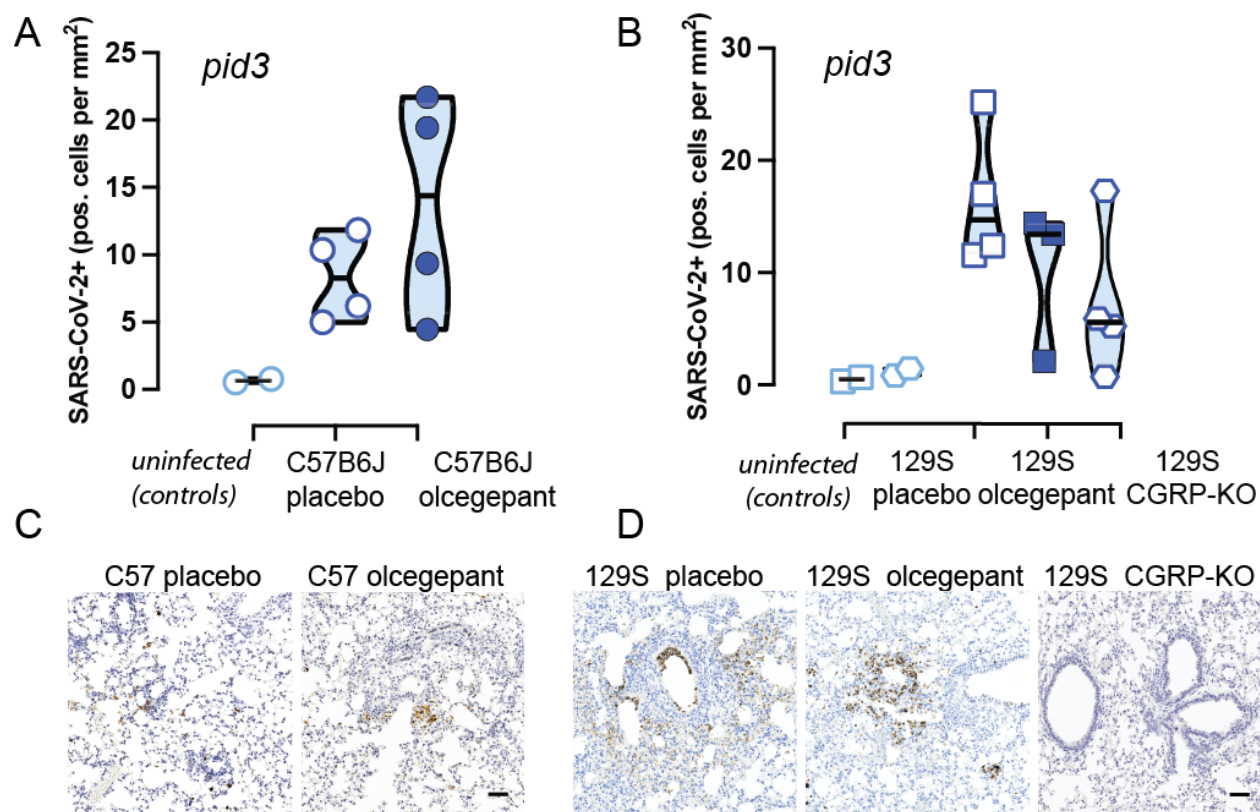 A
SARS-CoV-2+ (pos. cells per mm²)
25
20
15
10
5
0
pid3
uninfected
(controls)
C57B6J
placebo
C57B6J
olcegepant
B
SARS-CoV-2+ (pos. cells per mm²)
30
20
10
0
pid3
uninfected
(controls)
129S
placebo
129S
olcegepant
129S
CGRP-KO
C
C57 placebo
C57 olcegepant
D
129S placebo
129S olcegepant
129S CGRP-KO